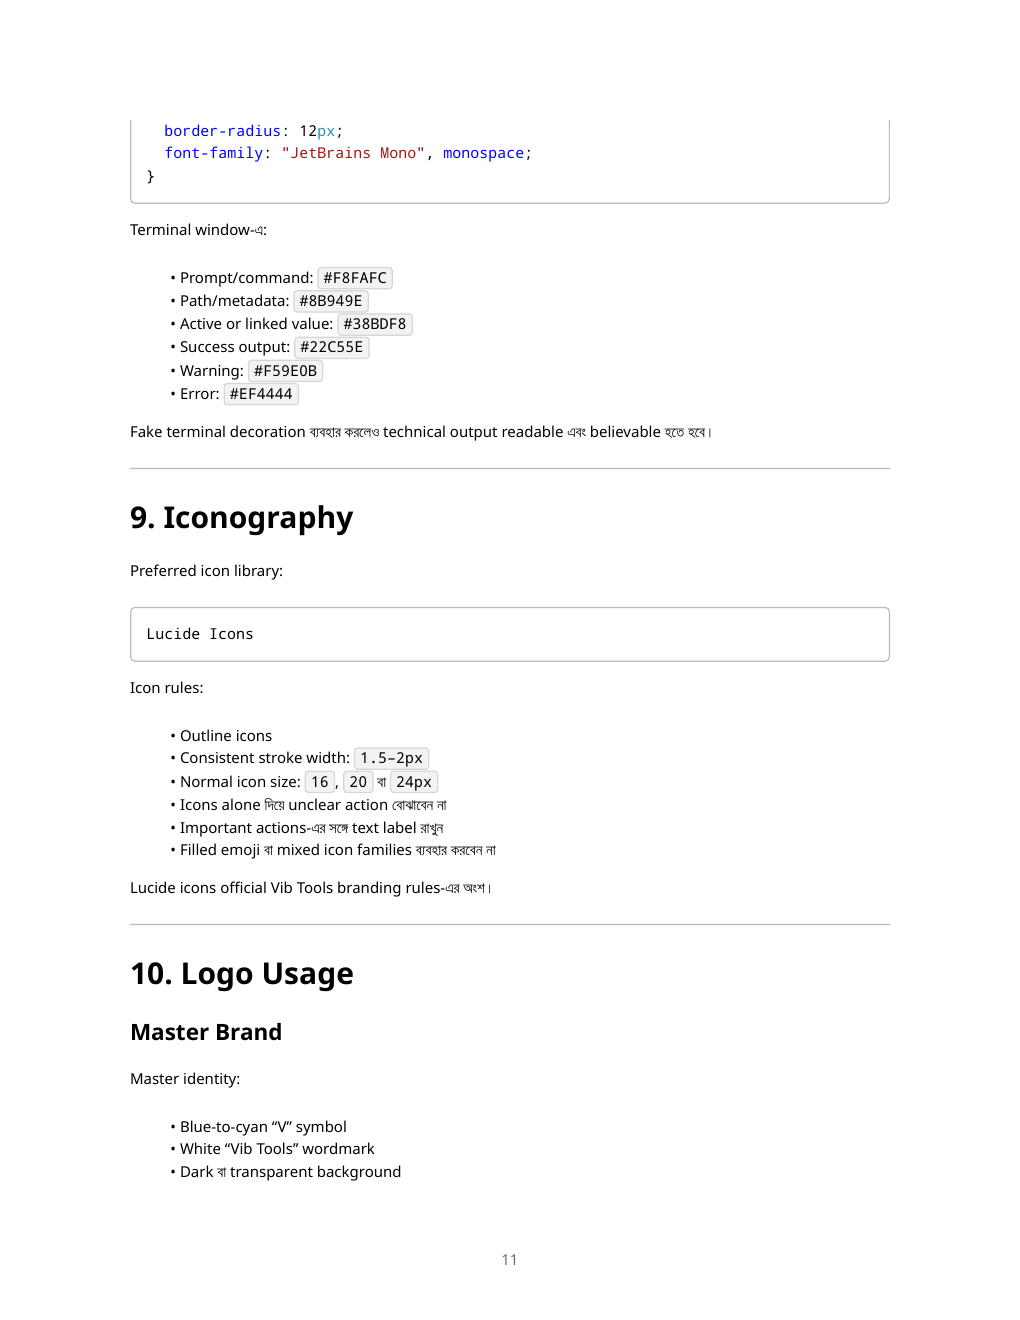 border-radius: 12px;
font-family: "JetBrains Mono", monospace;
}
Terminal window-এ:
• Prompt/command: #F8FAFC
• Path/metadata: #8B949E
• Active or linked value: #38BDF8
• Success output: #22C55E
• Warning: #F59E0B
• Error: #EF4444
Fake terminal decoration ব্যবহার করলেও technical output readable এবং believable হতে হবে।
9. Iconography
Preferred icon library:
Lucide Icons
Icon rules:
• Outline icons
• Consistent stroke width: 1.5–2px
• Normal icon size: 16, 20 বা 24px
• Icons alone দিয়ে unclear action বোঝাবেন না
• Important actions-এর সঙ্গে text label রাখুন
• Filled emoji বা mixed icon families ব্যবহার করবেন না
Lucide icons official Vib Tools branding rules-এর অংশ।
10. Logo Usage
Master Brand
Master identity:
• Blue-to-cyan “V” symbol
• White “Vib Tools” wordmark
• Dark বা transparent background
11